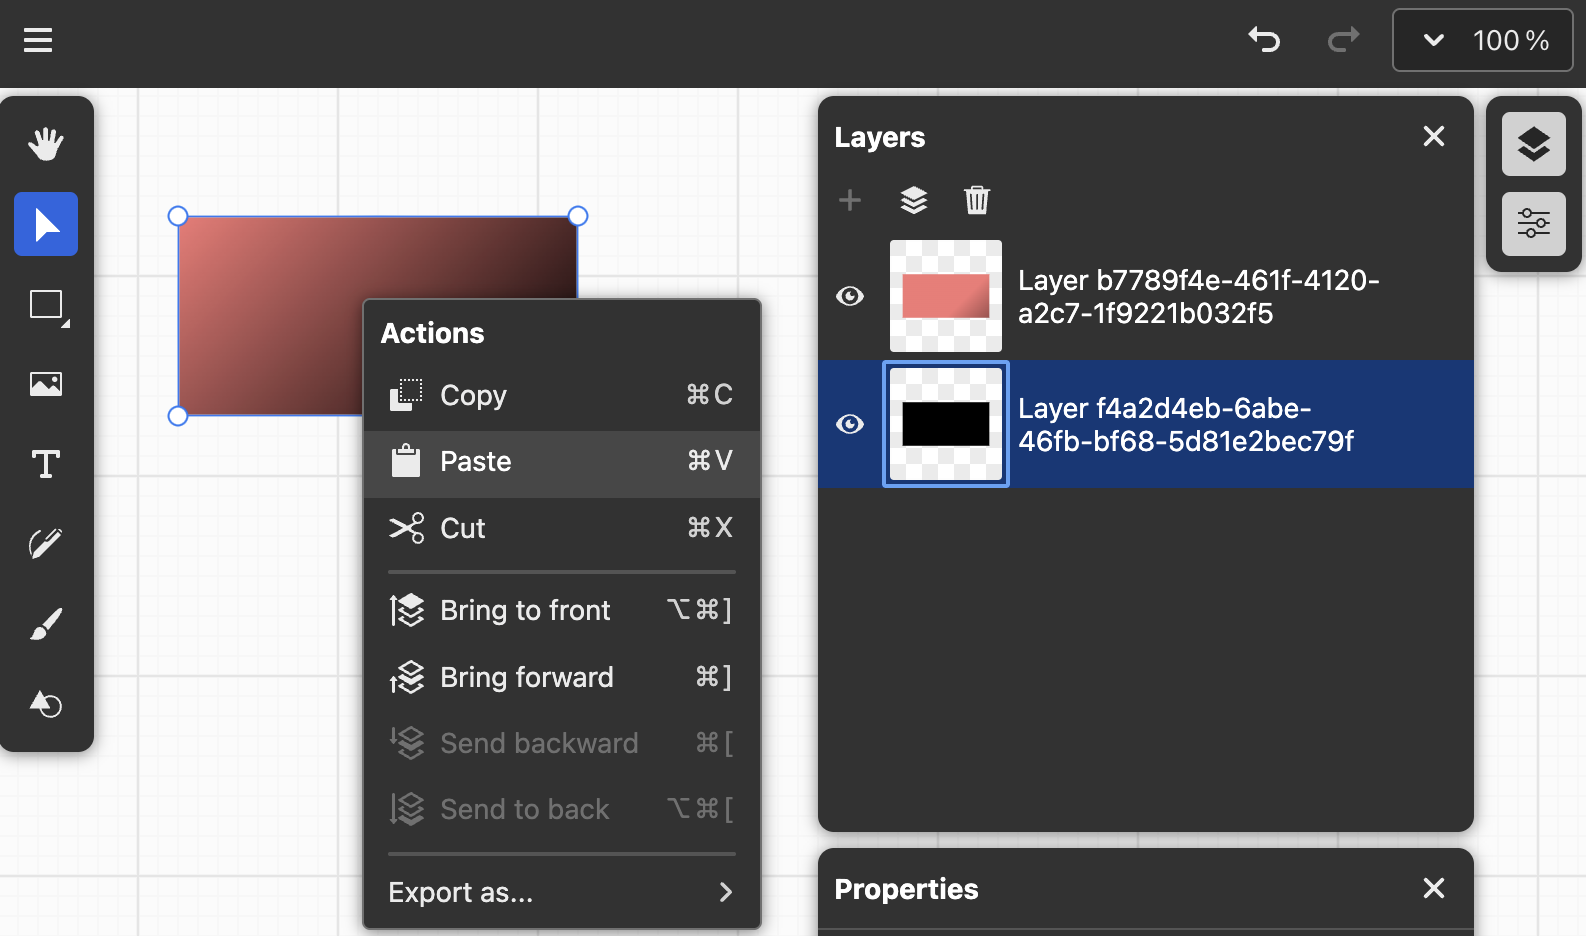 100 %
Layers
Layer b7789f4e-461f-4120-
a2c7-1f9221b032f5
Layer f4a2d4eb-6abe-
46fb-bf68-5d81e2bec79f
Actions
Copy ⌘C
Paste ⌘V
Cut ⌘X
Bring to front ⌥⌘]
Bring forward ⌘]
Send backward ⌘[
Send to back ⌥⌘[
Export as...
Properties